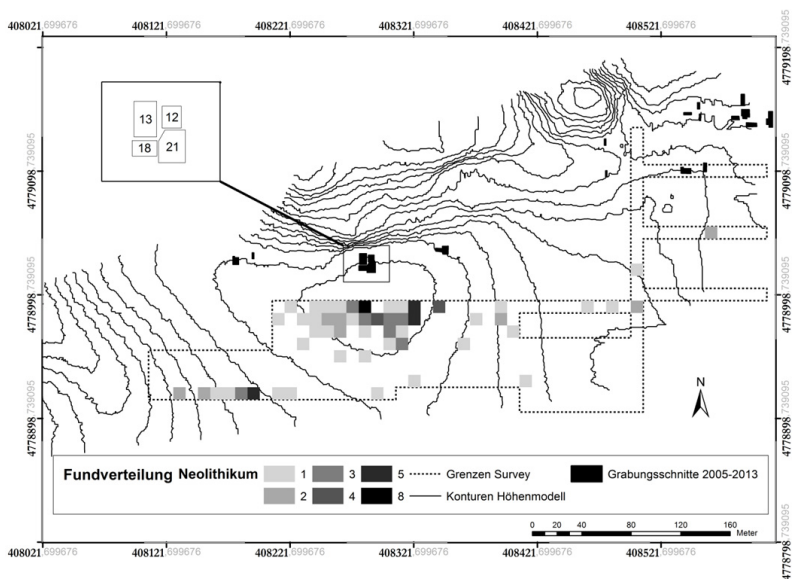 408021.699676 408121.699676 408221.699676 408321.699676 408421.699676 408521.699676
4779198.739095
4779098.739095
4778998.739095
4778898.739095
4778798.739095
4779098.739095
4778998.739095
4778898.739095
13 12
18 21
N
Fundverteilung Neolithikum
1 3 5 Grenzen Survey Grabungsschnitte 2005-2013
2 4 8 Konturen Höhenmodell
0 20 40 80 120 160
Meter
408021.699676 408121.699676 408221.699676 408321.699676 408421.699676 408521.699676